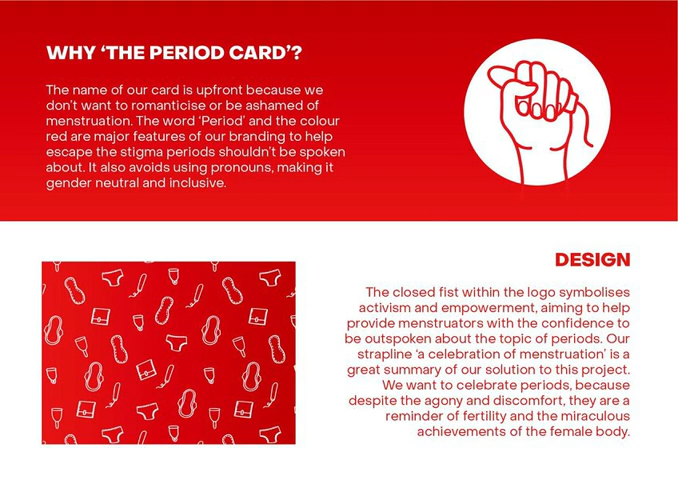 WHY ‘THE PERIOD CARD’?
The name of our card is upfront because we
don’t want to romanticise or be ashamed of
menstruation. The word ‘Period’ and the colour
red are major features of our branding to help
escape the stigma periods shouldn’t be spoken
about. It also avoids using pronouns, making it
gender neutral and inclusive.
DESIGN
The closed fist within the logo symbolises
activism and empowerment, aiming to help
provide menstruators with the confidence to
be outspoken about the topic of periods. Our
strapline ‘a celebration of menstruation’ is a
great summary of our solution to this project.
We want to celebrate periods, because
despite the agony and discomfort, they are a
reminder of fertility and the miraculous
achievements of the female body.